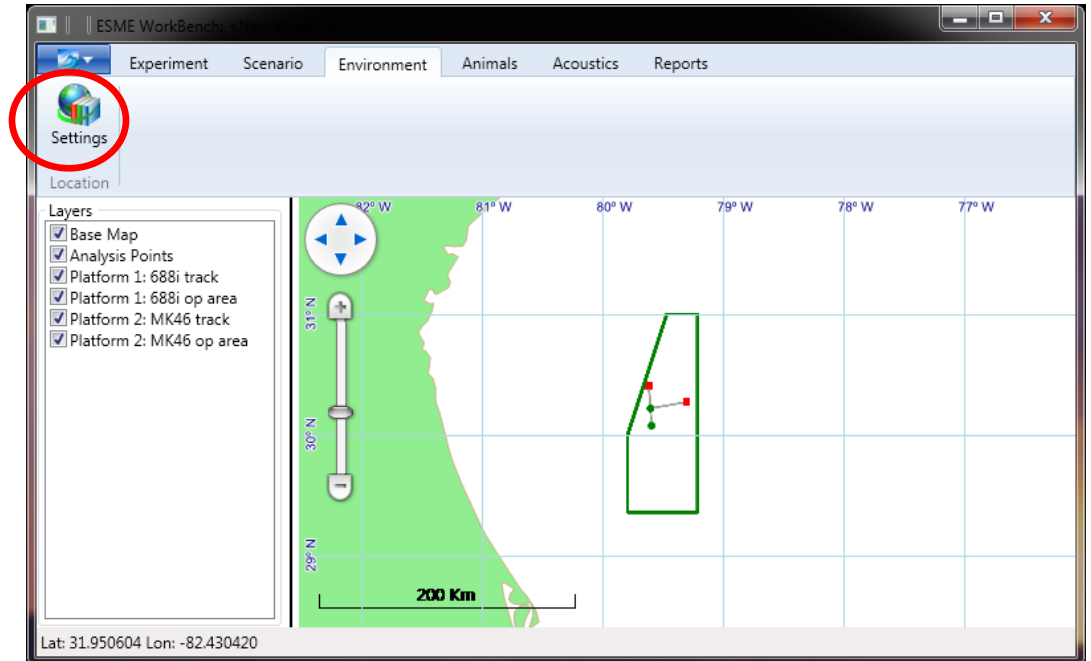 ESME WorkBench: <New
Experiment Scenario Environment Animals Acoustics Reports
Settings
Location
Layers
Base Map
Analysis Points
Platform 1: 688i track
Platform 1: 688i op area
Platform 2: MK46 track
Platform 2: MK46 op area
82° W 81° W 80° W 79° W 78° W 77° W
31° N
30° N
29° N
200 Km
Lat: 31.950604 Lon: -82.430420